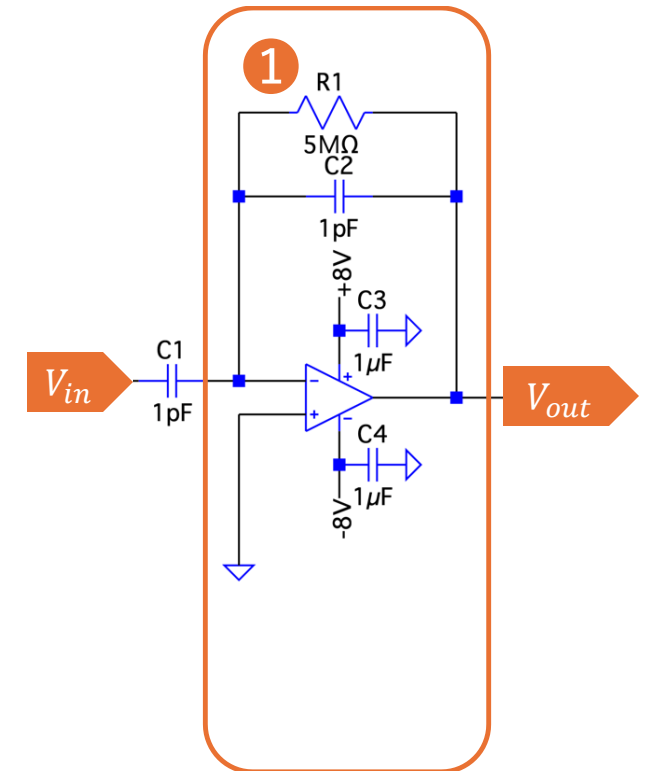 1
R1
5MΩ
C2
1pF
+8V
C3
1µF
C1
1pF
V_in
−
+
+
−
V_out
C4
1µF
-8V